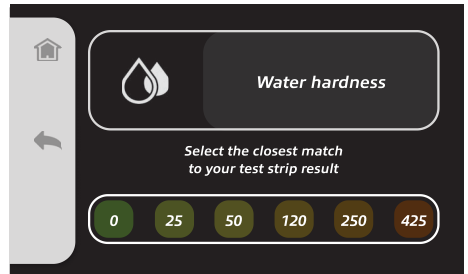 Water hardness
Select the closest match
to your test strip result
0 25 50 120 250 425